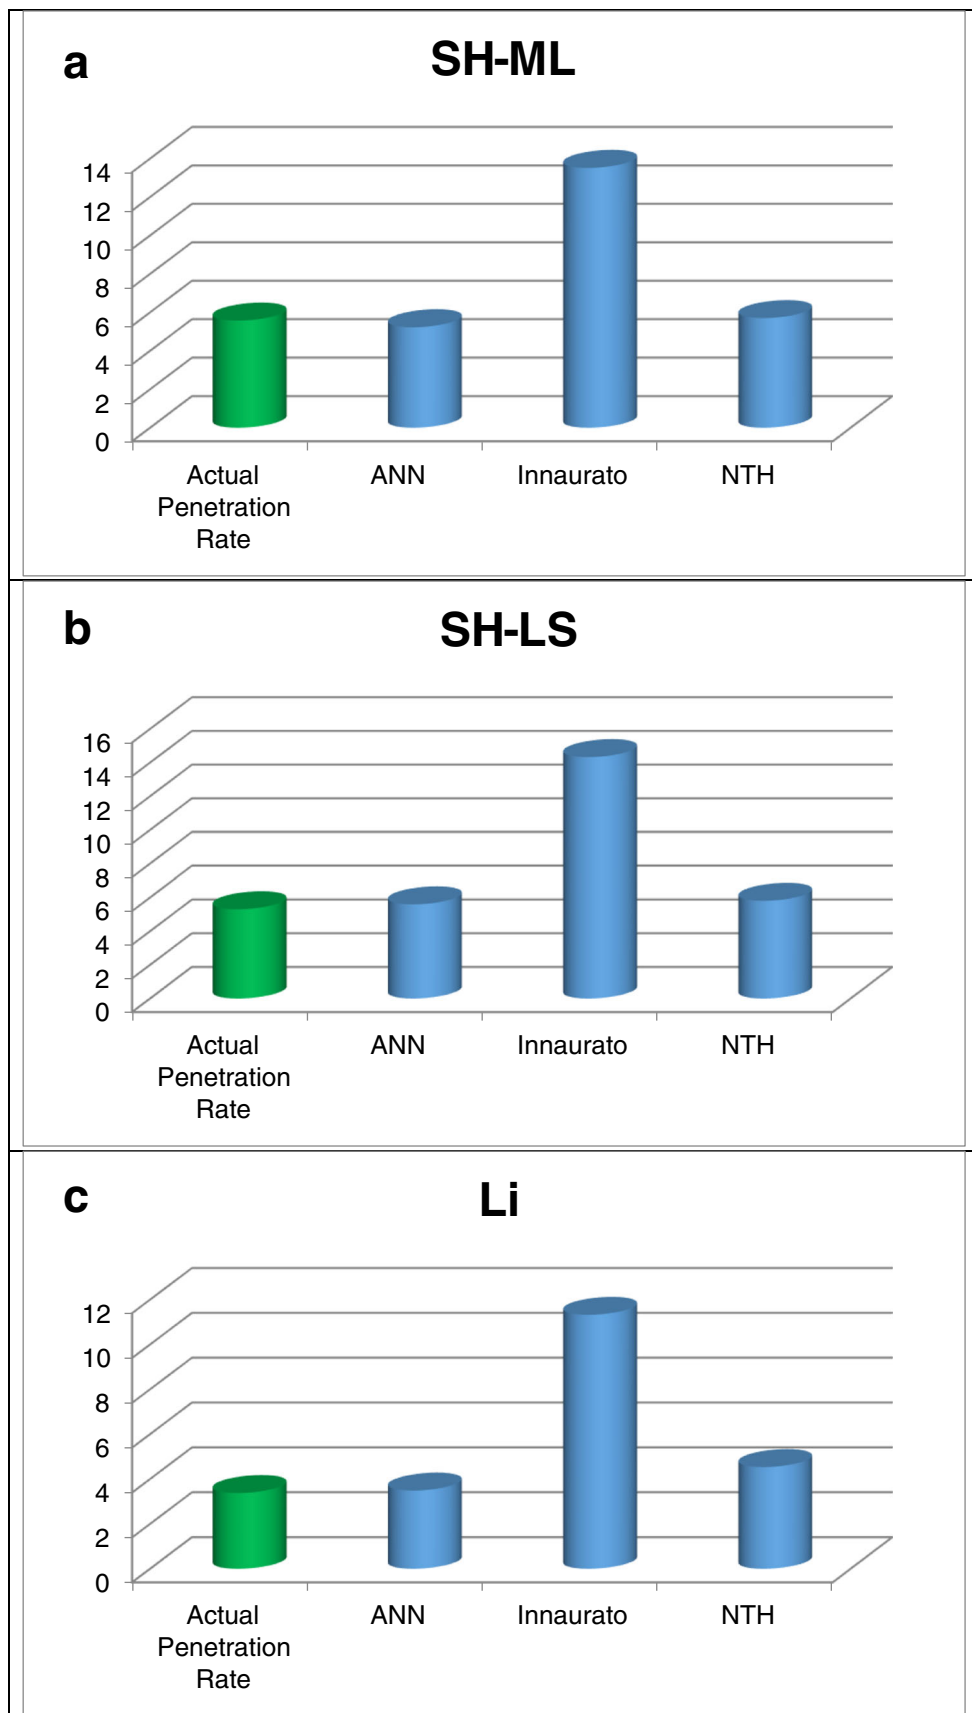 a
SH-ML
14
12
10
8
6
4
2
0
Actual
Penetration
Rate
ANN
Innaurato
NTH
b
SH-LS
16
14
12
10
8
6
4
2
0
Actual
Penetration
Rate
ANN
Innaurato
NTH
c
Li
12
10
8
6
4
2
0
Actual
Penetration
Rate
ANN
Innaurato
NTH